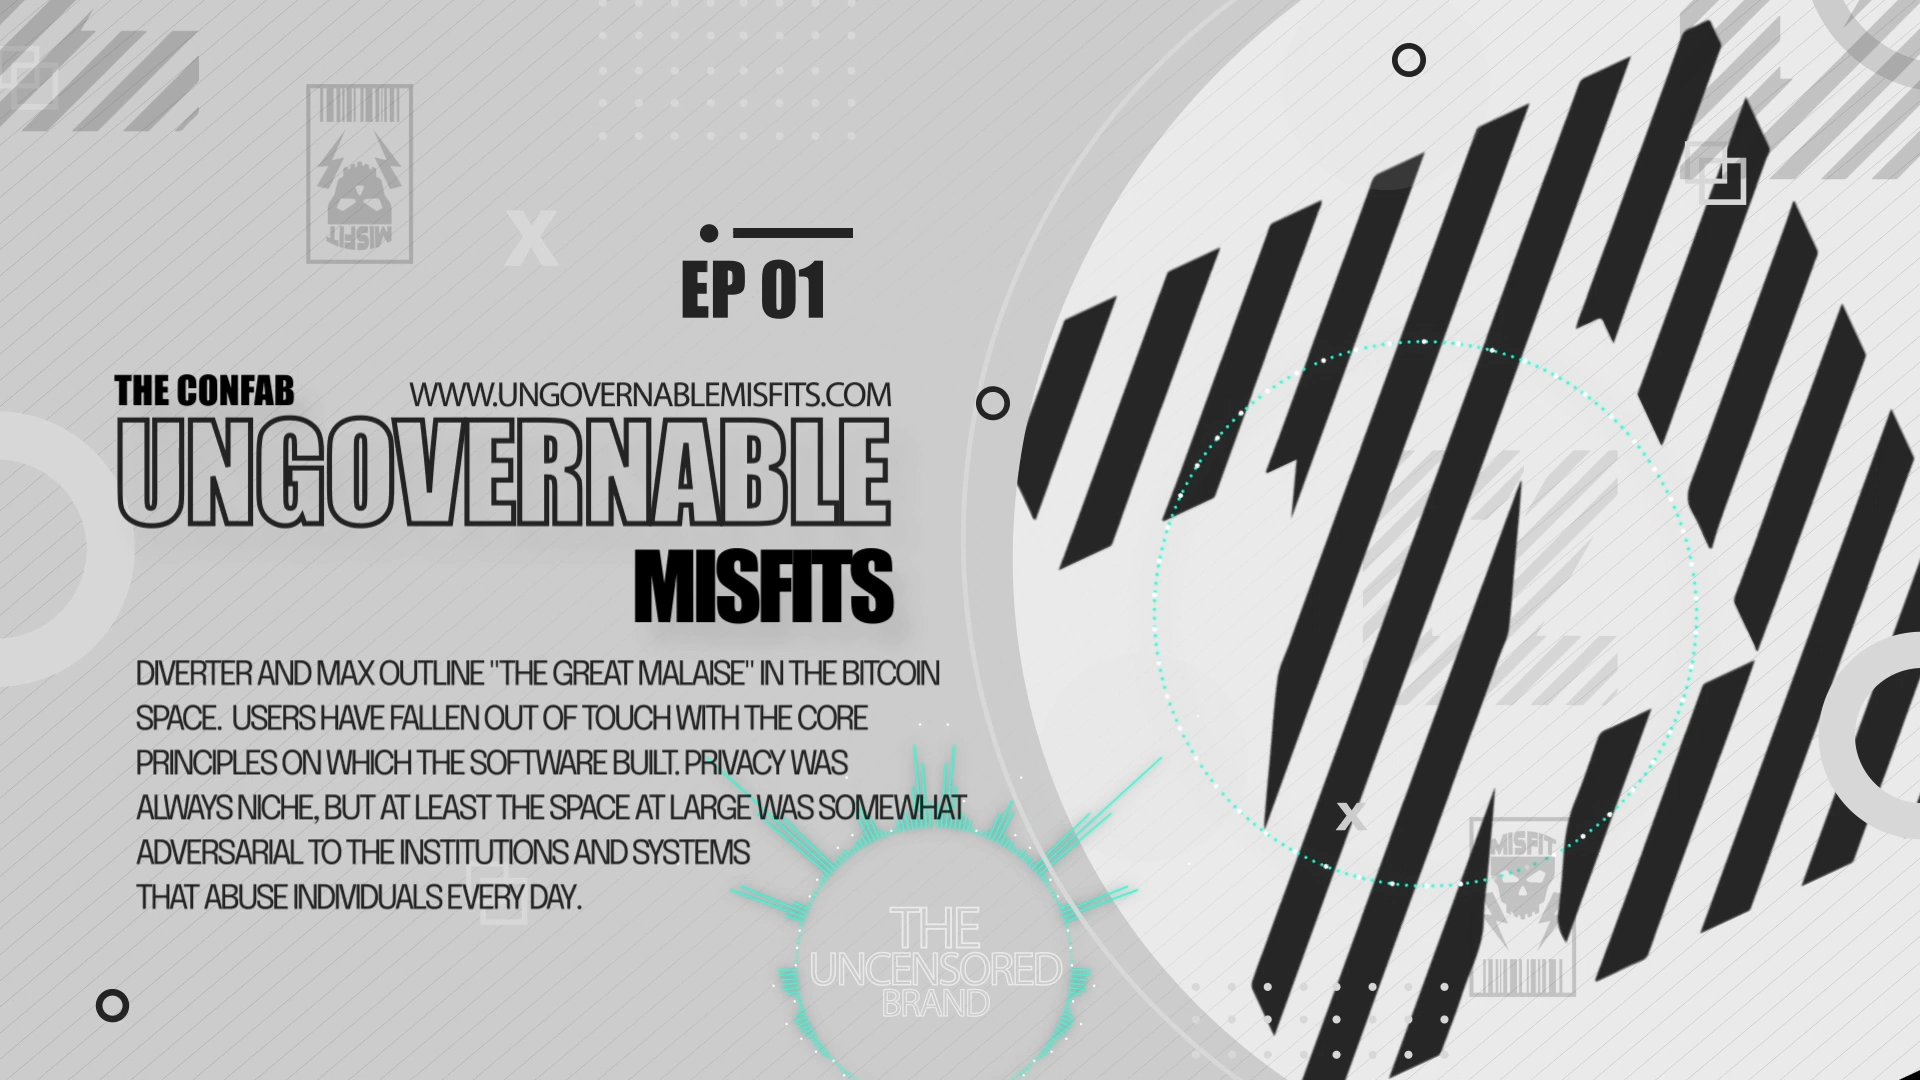 MISFIT
X
EP 01
THE CONFAB
WWW.UNGOVERNABLEMISFITS.COM
UNGOVERNABLE
MISFITS
DIVERTER AND MAX OUTLINE "THE GREAT MALAISE" IN THE BITCOIN
SPACE. USERS HAVE FALLEN OUT OF TOUCH WITH THE CORE
PRINCIPLES ON WHICH THE SOFTWARE BUILT. PRIVACY WAS
ALWAYS NICHE, BUT AT LEAST THE SPACE AT LARGE WAS SOMEWHAT
ADVERSARIAL TO THE INSTITUTIONS AND SYSTEMS
THAT ABUSE INDIVIDUALS EVERY DAY.
X
MISFIT
THE
UNCENSORED
BRAND